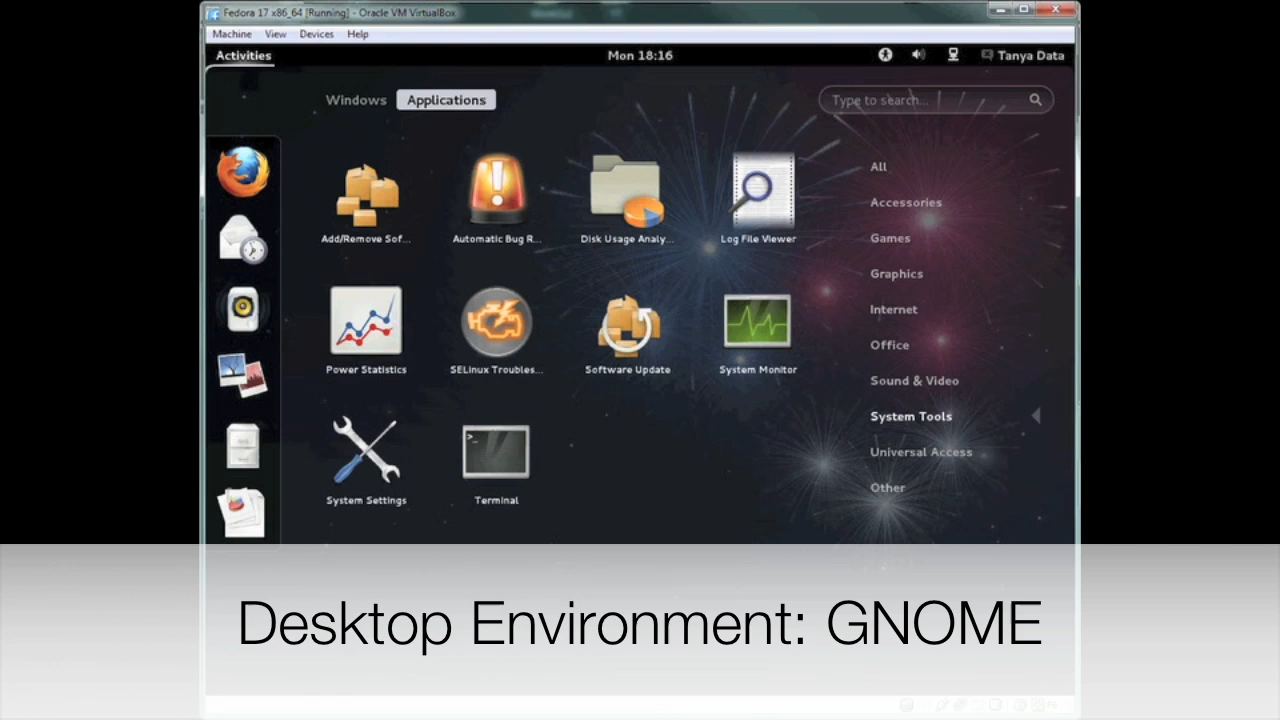 Fedora 17 x86_64 [Running] - Oracle VM VirtualBox
Machine View Devices Help
Activities Mon 18:16 Tanya Data
Windows Applications Type to search...
All
Accessories
Games
Graphics
Internet
Office
Sound & Video
System Tools
Universal Access
Other
Add/Remove Sof... Automatic Bug R... Disk Usage Analy... Log File Viewer
Power Statistics SELinux Troubles... Software Update System Monitor
System Settings Terminal
Desktop Environment: GNOME